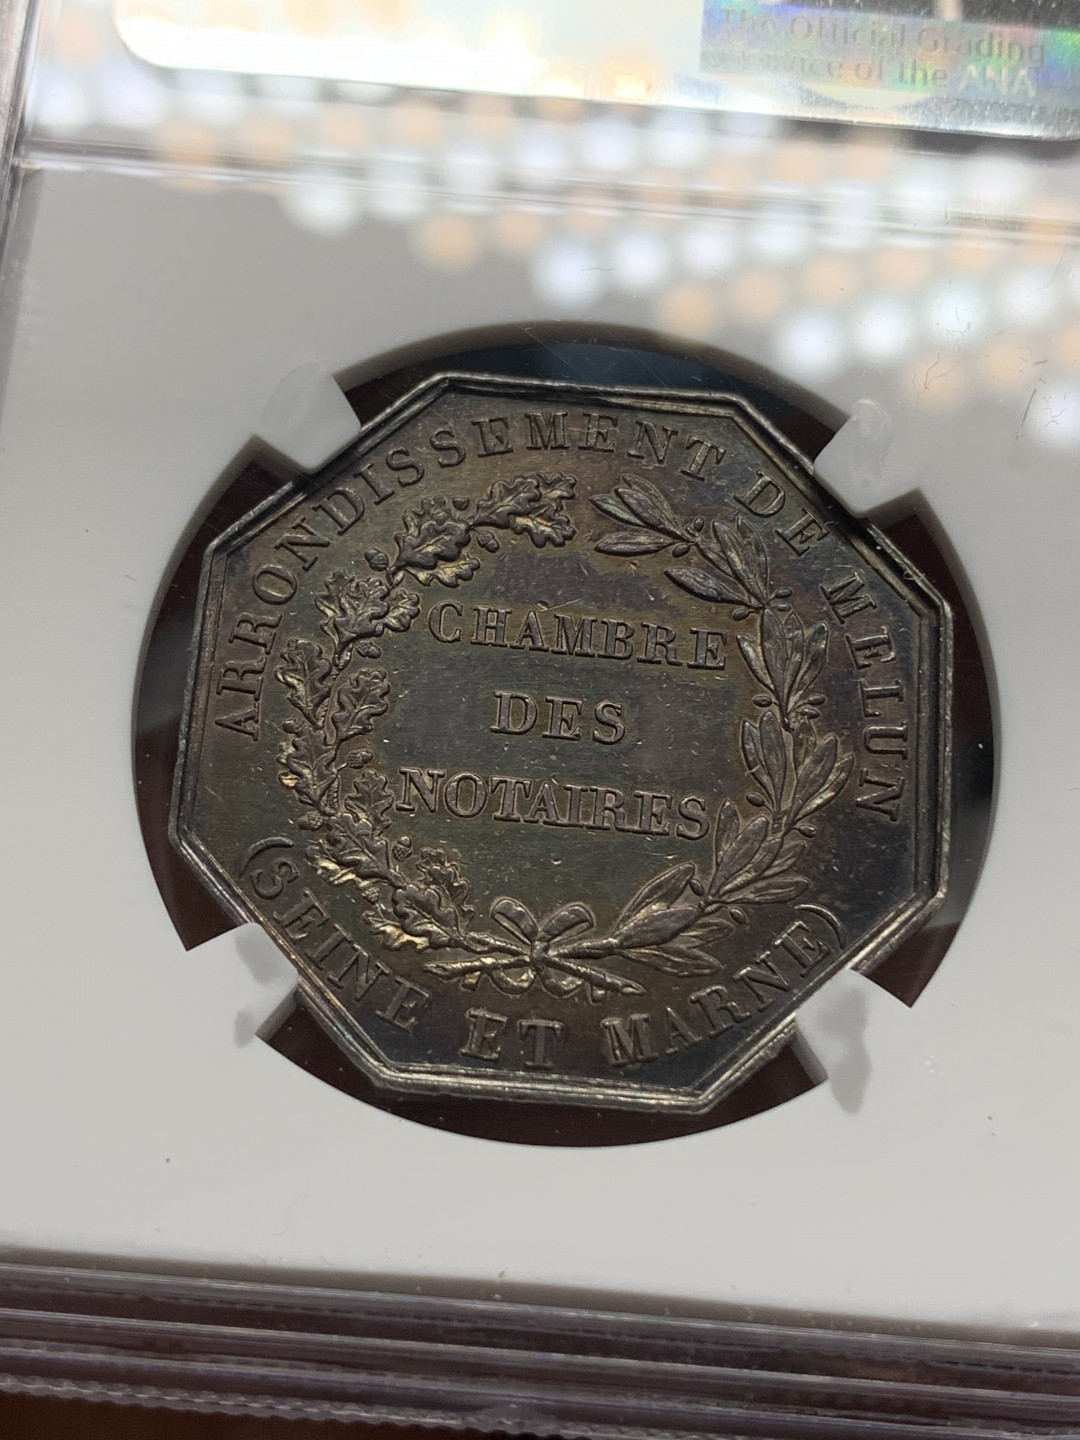 The Official Grading
Service of the ANA
ARRONDISSEMENT DE MELUN
CHAMBRE
DES
NOTAIRES
(SEINE ET MARNE)